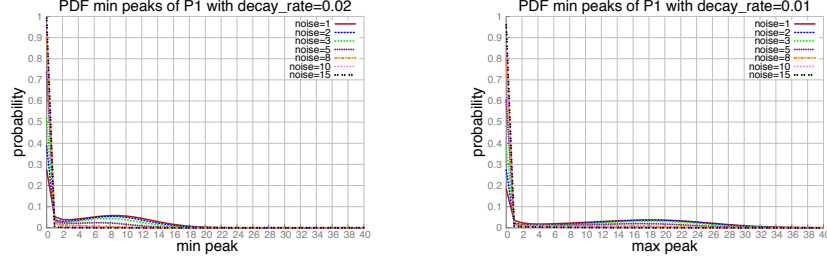 PDF min peaks of P1 with decay_rate=0.02
noise=1
noise=2
noise=3
noise=5
noise=8
noise=10
noise=15
1
0.9
0.8
0.7
0.6
0.5
0.4
0.3
0.2
0.1
0
probability
0 2 4 6 8 10 12 14 16 18 20 22 24 26 28 30 32 34 36 38 40
min peak
PDF min peaks of P1 with decay_rate=0.01
noise=1
noise=2
noise=3
noise=5
noise=8
noise=10
noise=15
1
0.9
0.8
0.7
0.6
0.5
0.4
0.3
0.2
0.1
0
probability
0 2 4 6 8 10 12 14 16 18 20 22 24 26 28 30 32 34 36 38 40
max peak